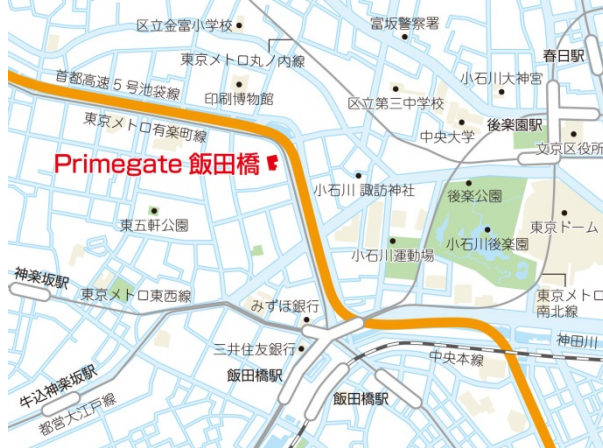 区立金富小学校
富坂警察署
春日駅
東京メトロ丸ノ内線
小石川大神宮
首都高速5号池袋線
印刷博物館
区立第三中学校
東京メトロ有楽町線
中央大学
後楽園駅
文京区役所
Primegate 飯田橋
小石川 諏訪神社
後楽公園
東五軒公園
東京ドーム
小石川運動場
小石川後楽園
神楽坂駅
東京メトロ東西線
東京メトロ
南北線
みずほ銀行
神田川
三井住友銀行
中央本線
飯田橋駅
牛込神楽坂駅
飯田橋駅
都営大江戸線